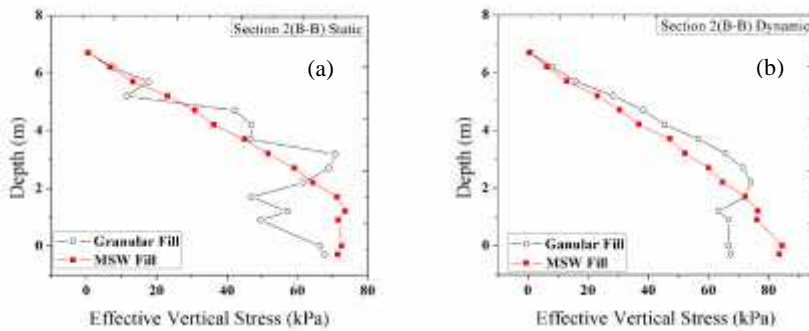 Section 2(B-B) Static
(a)
8
6
4
2
0
Depth (m)
Granular Fill
MSW Fill
0 20 40 60 80
Effective Vertical Stress (kPa)
Section 2(B-B) Dynamic
(b)
8
6
4
2
0
Depth (m)
Ganular Fill
MSW Fill
0 20 40 60 80 100
Effective Vertical Stress (kPa)